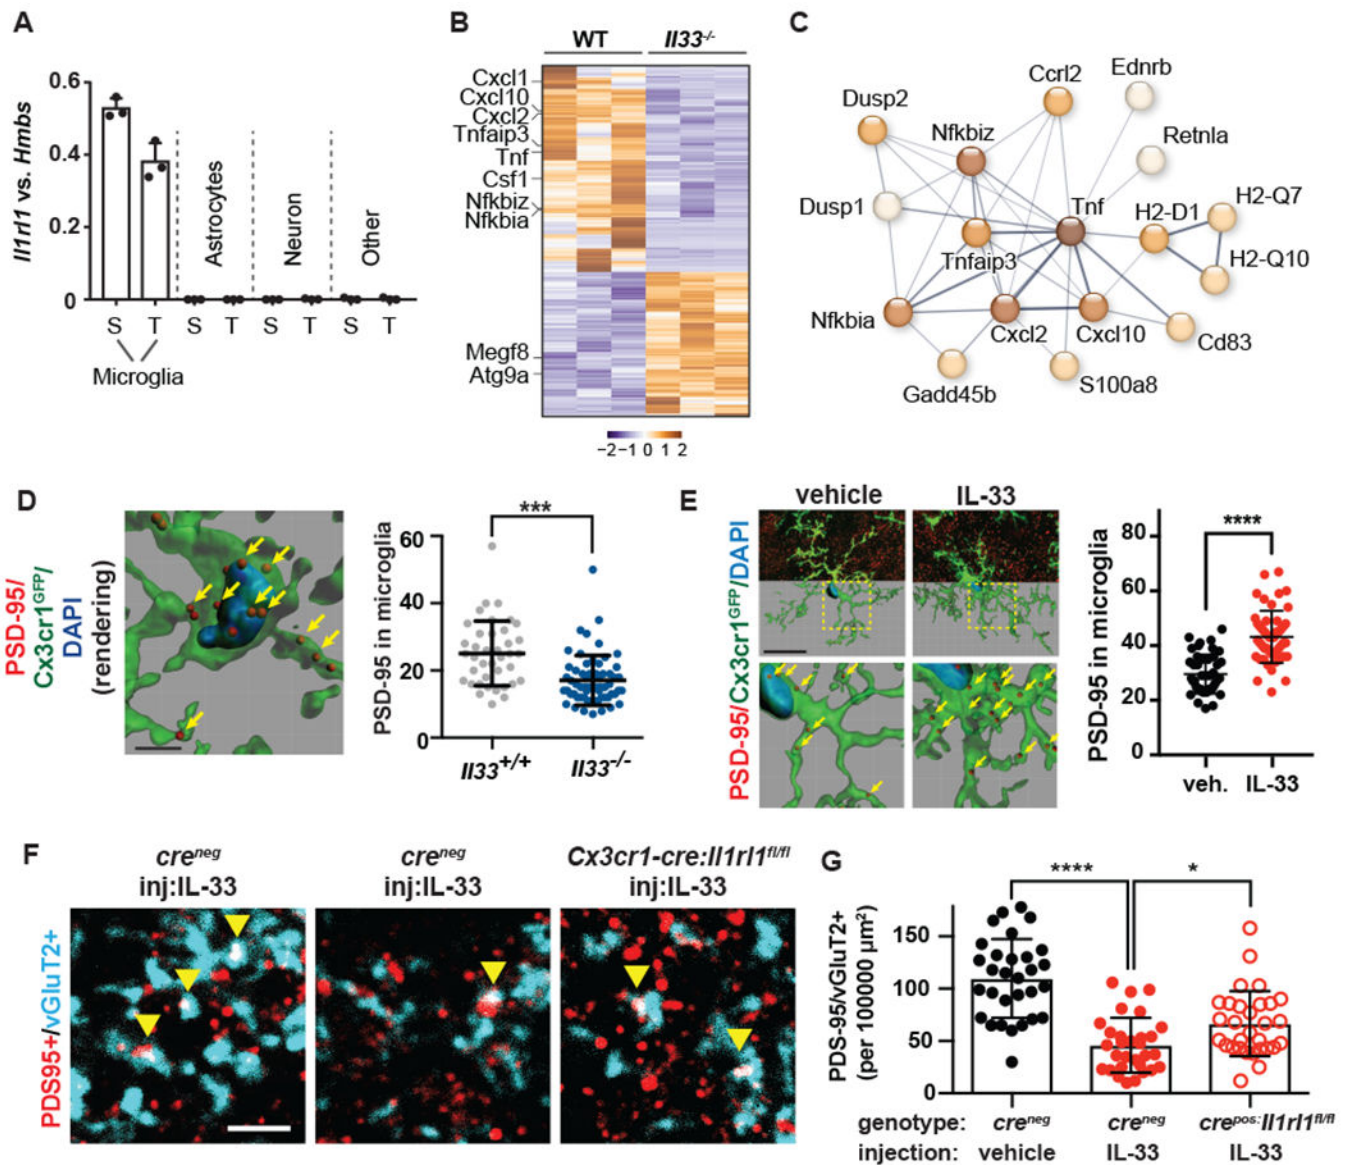 A
Il1rl1 vs. Hmbs
0.6
0.4
0.2
0
Astrocytes
Neuron
Other
S T S T S T S T
Microglia
B
WT Il33-/-
Cxcl1
Cxcl10
Cxcl2
Tnfaip3
Tnf
Csf1
Nfkbiz
Nfkbia
Megf8
Atg9a
−2−1 0 1 2
C
Ccrl2
Ednrb
Dusp2
Nfkbiz
Retnla
Dusp1
Tnf
H2-D1
H2-Q7
Tnfaip3
H2-Q10
Nfkbia
Cxcl2
Cxcl10
Cd83
Gadd45b
S100a8
D
PSD-95/
Cx3cr1GFP/
DAPI
(rendering)
PSD-95 in microglia
60
40
20
0
***
Il33+/+ Il33-/-
E
vehicle IL-33
PSD-95/Cx3cr1GFP/DAPI
PSD-95 in microglia
80
60
40
20
0
****
veh. IL-33
F
creneg
inj:IL-33
creneg
inj:IL-33
Cx3cr1-cre:Il1rl1fl/fl
inj:IL-33
PDS95+/vGluT2+
G
PDS-95/vGluT2+
(per 100000 µm²)
150
100
50
0
**** *
genotype: creneg creneg crepos:Il1rl1fl/fl
injection: vehicle IL-33 IL-33